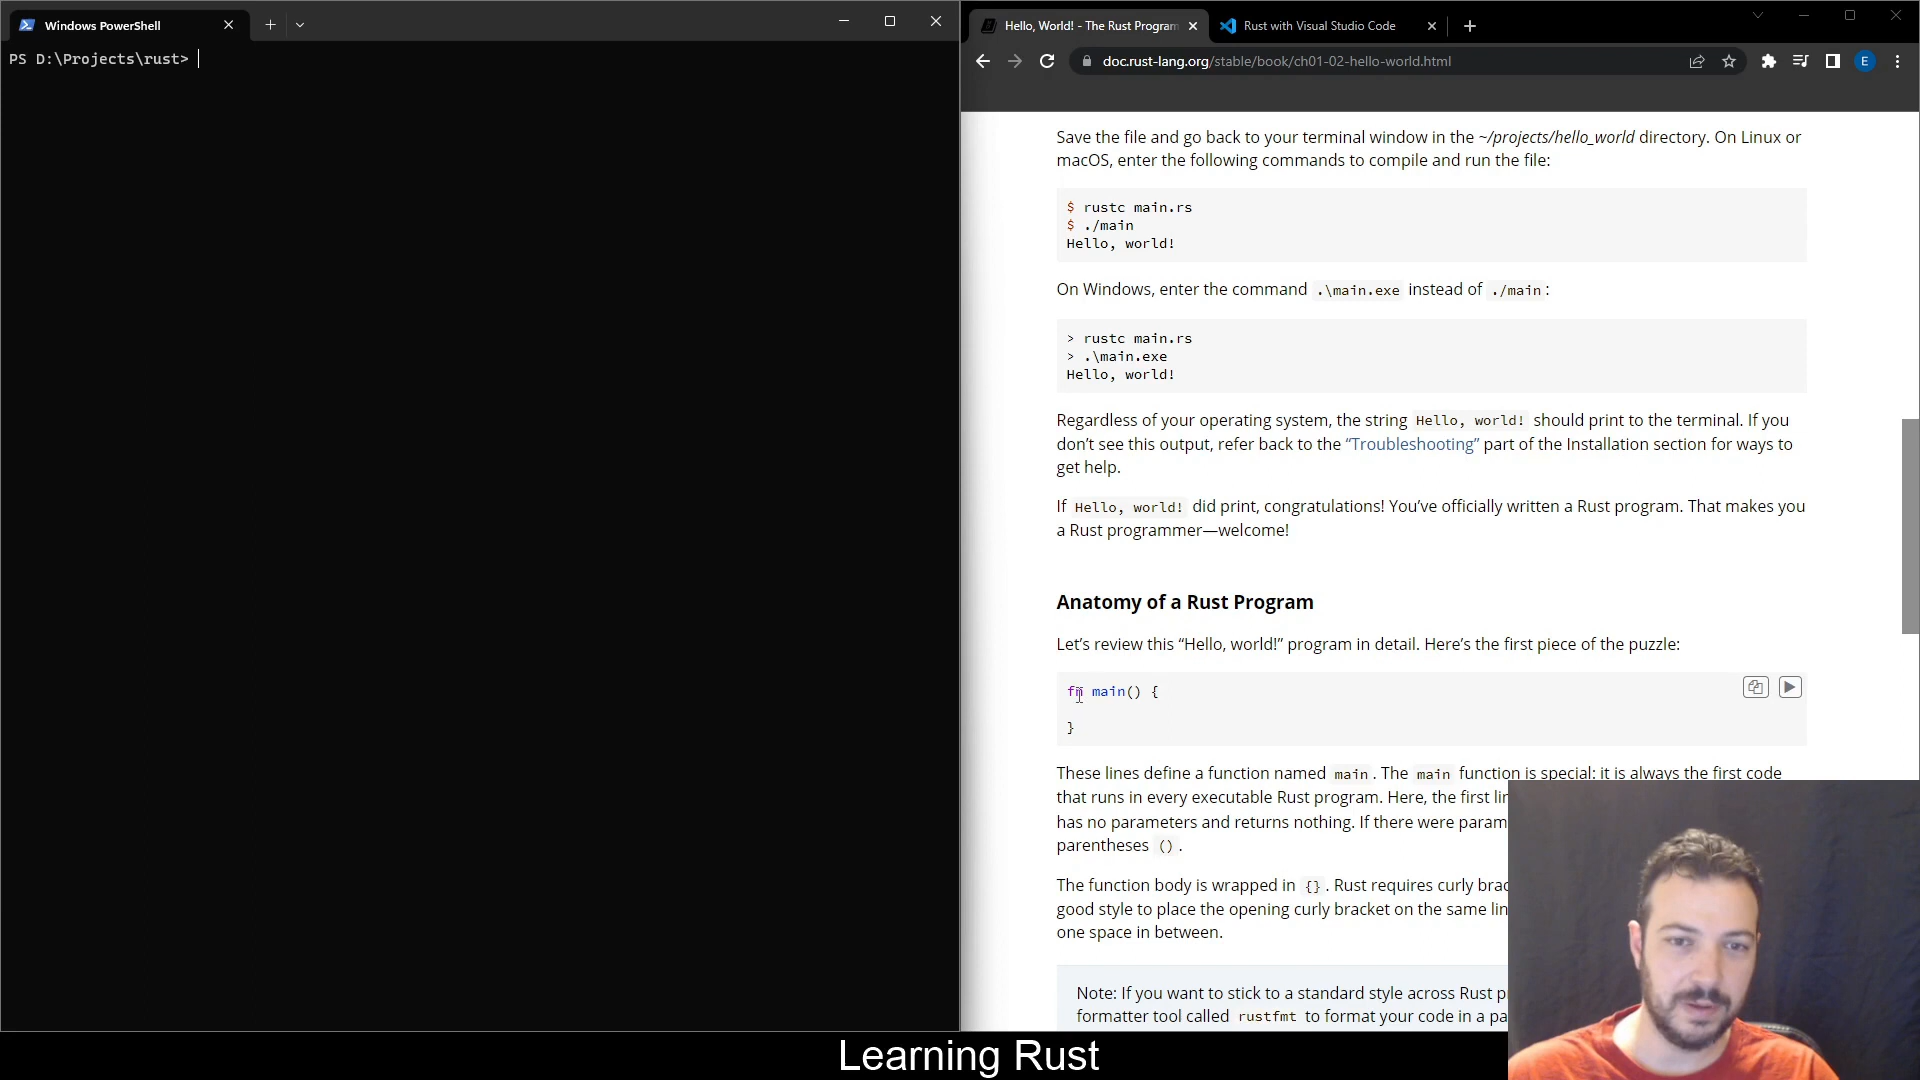 Windows PowerShell
PS D:\Projects\rust>
Hello, World! - The Rust Program
Rust with Visual Studio Code
doc.rust-lang.org/stable/book/ch01-02-hello-world.html
E
Save the file and go back to your terminal window in the ~/projects/hello_world directory. On Linux or
macOS, enter the following commands to compile and run the file:
$ rustc main.rs
$ ./main
Hello, world!
On Windows, enter the command .\main.exe instead of ./main:
> rustc main.rs
> .\main.exe
Hello, world!
Regardless of your operating system, the string Hello, world! should print to the terminal. If you
don’t see this output, refer back to the “Troubleshooting” part of the Installation section for ways to
get help.
If Hello, world! did print, congratulations! You’ve officially written a Rust program. That makes you
a Rust programmer—welcome!
Anatomy of a Rust Program
Let’s review this “Hello, world!” program in detail. Here’s the first piece of the puzzle:
fn main() {
}
These lines define a function named main. The main function is special: it is always the first code
that runs in every executable Rust program. Here, the first
has no parameters and returns nothing. If there were
parentheses ().
The function body is wrapped in {}. Rust requires curly
good style to place the opening curly bracket on the same
one space in between.
Note: If you want to stick to a standard style across Rust
formatter tool called rustfmt to format your code in a
Learning Rust